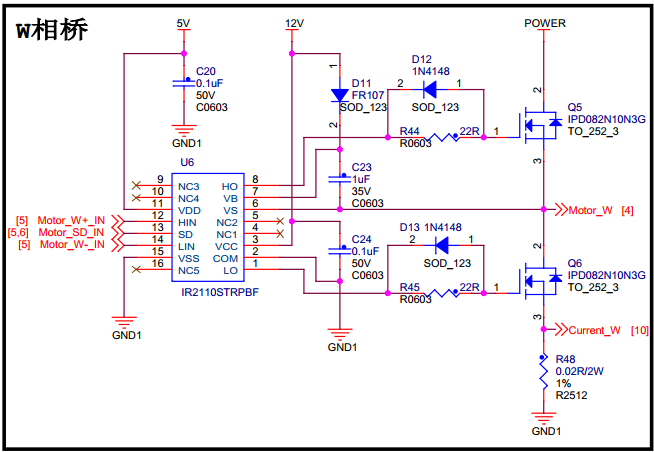 W相桥
5V
12V
POWER
C20
0.1uF
50V
C0603
GND1
1
D11
FR107
SOD_123
2
D12
1N4148
2
1
SOD_123
R44
22R
R0603
1
2
Q5
IPD082N10N3G
TO_252_3
3
U6
9
NC3
HO
8
10
NC4
VB
7
11
VDD
VS
6
12
HIN
NC2
5
13
SD
NC1
4
14
LIN
VCC
3
15
VSS
COM
2
16
NC5
LO
1
IR2110STRPBF
[5] Motor_W+_IN
[5,6] Motor_SD_IN
[5] Motor_W-_IN
GND1
C23
1uF
35V
C0603
C24
0.1uF
50V
C0603
GND1
D13 1N4148
2
1
SOD_123
R45
22R
R0603
1
Motor_W [4]
2
Q6
IPD082N10N3G
TO_252_3
3
Current_W [10]
R48
0.02R/2W
1%
R2512
GND1